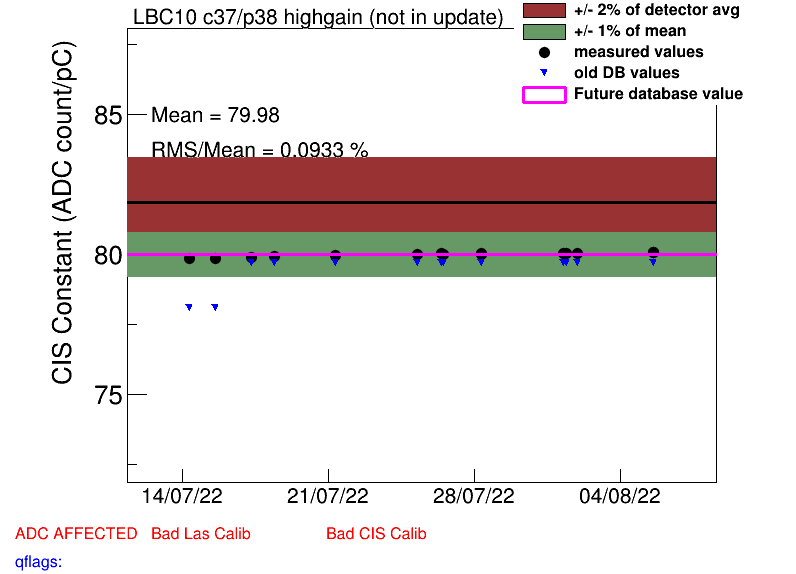 LBC10 c37/p38 highgain (not in update)
+/- 2% of detector avg
+/- 1% of mean
measured values
old DB values
Future database value
CIS Constant (ADC count/pC)
85
Mean = 79.98
RMS/Mean = 0.0933 %
80
75
14/07/22 21/07/22 28/07/22 04/08/22
ADC AFFECTED Bad Las Calib Bad CIS Calib
qflags: